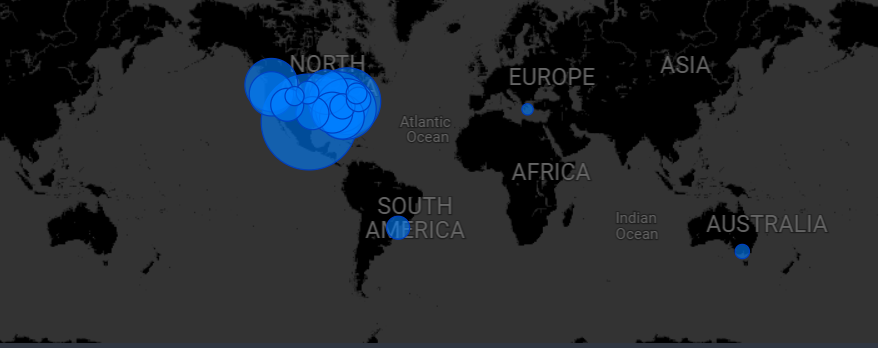 NORTH
EUROPE
ASIA
Atlantic
Ocean
AFRICA
SOUTH
AMERICA
Indian
Ocean
AUSTRALIA